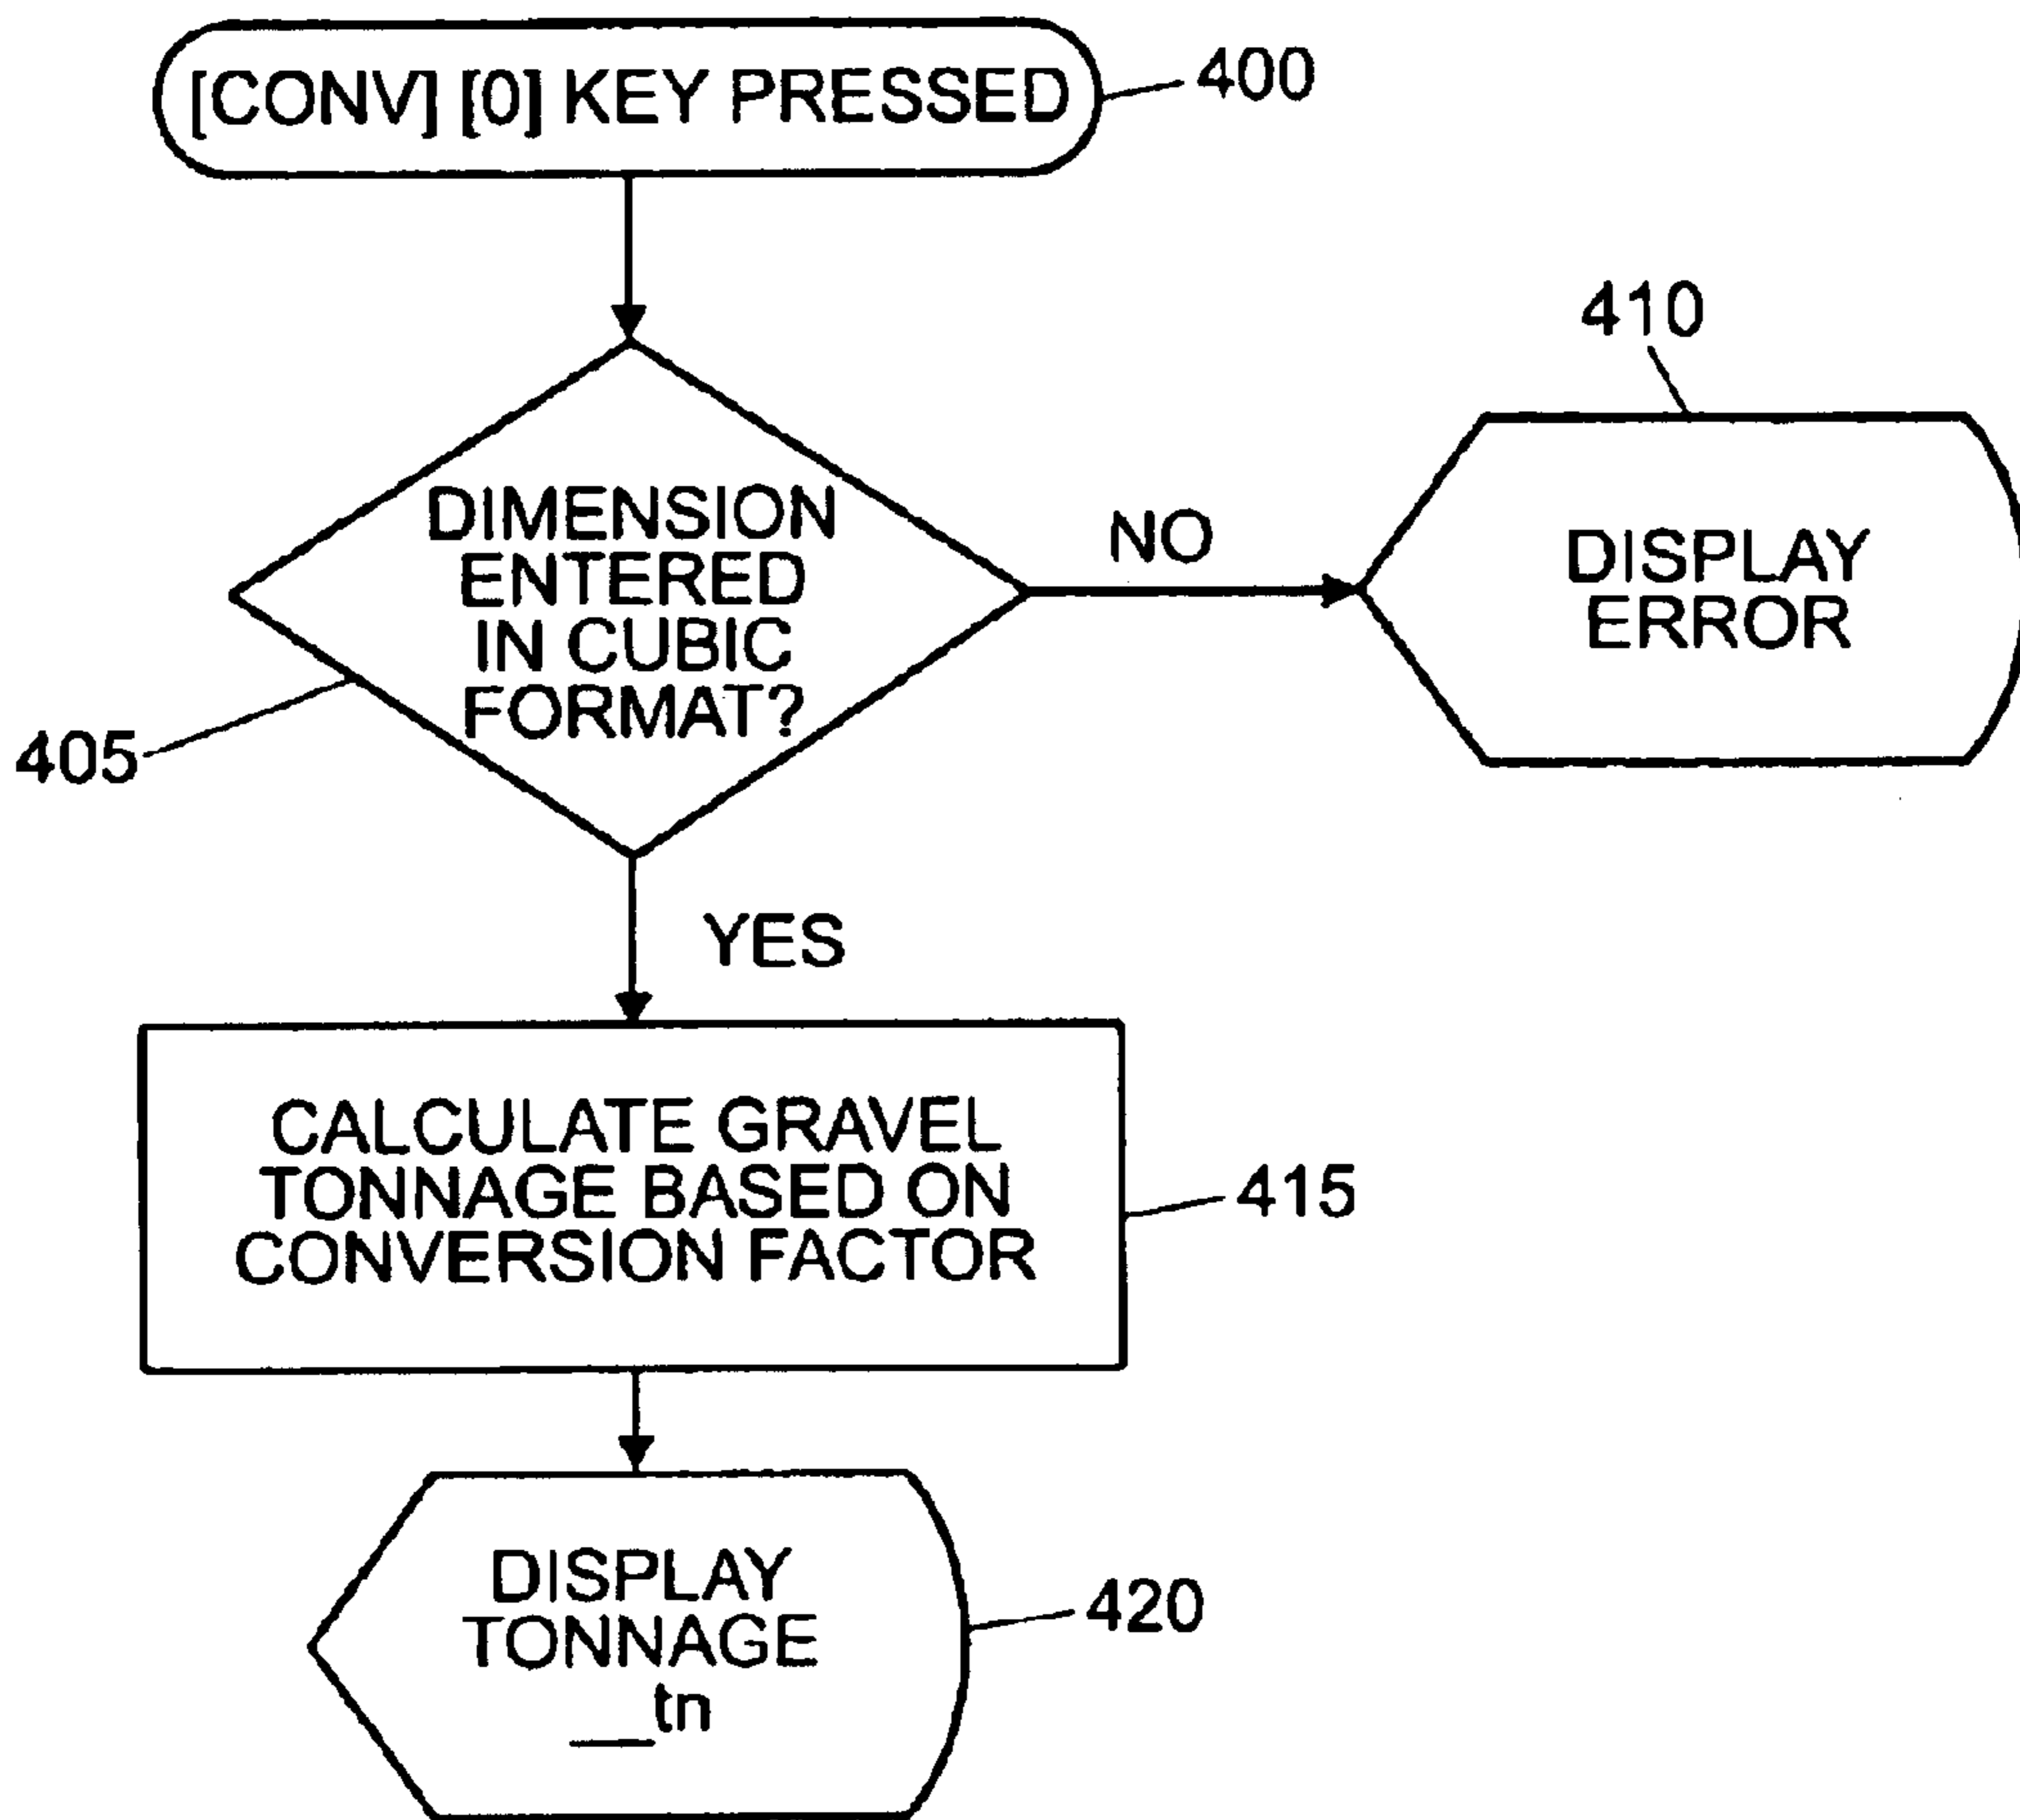 [CONV] [0] KEY PRESSED
400
410
DIMENSION
ENTERED
IN CUBIC
FORMAT?
NO
DISPLAY
ERROR
405
YES
CALCULATE GRAVEL
TONNAGE BASED ON
CONVERSION FACTOR
415
DISPLAY
TONNAGE
__tn
420